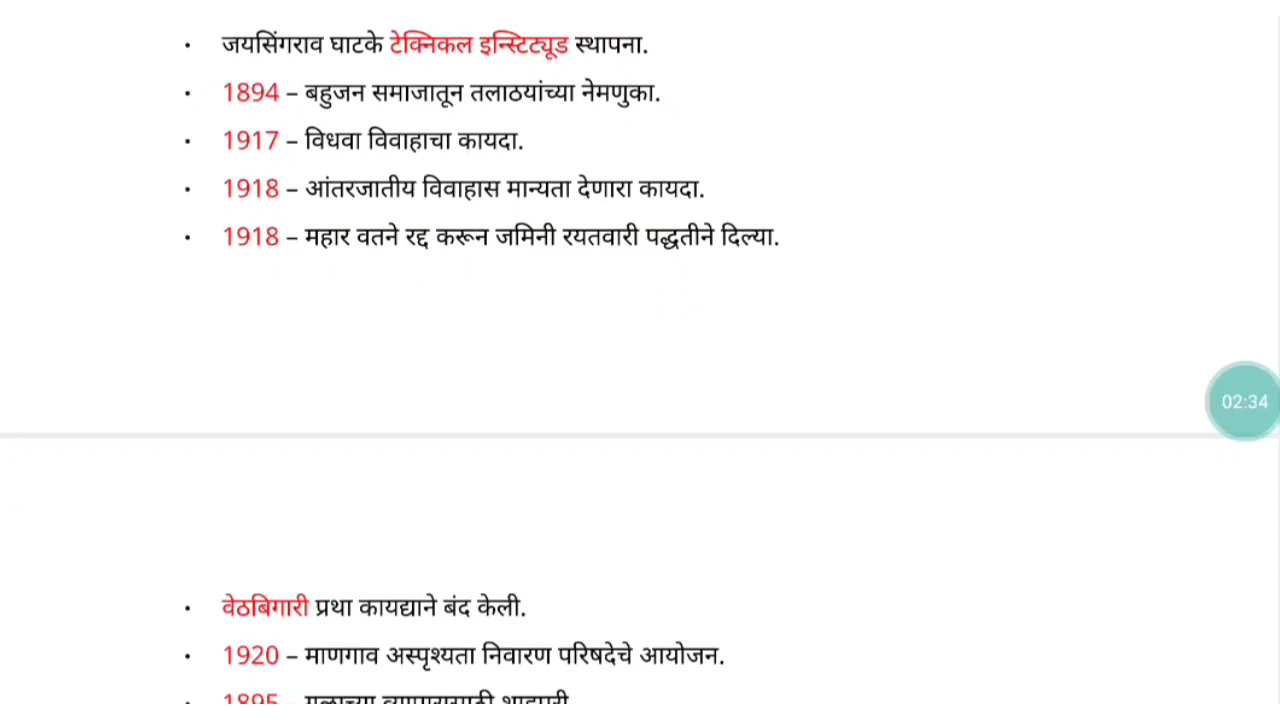 • जयसिंगराव घाटके टेक्निकल इन्स्टिट्यूड स्थापना.
• 1894 – बहुजन समाजातून तलाठयांच्या नेमणुका.
• 1917 – विधवा विवाहाचा कायदा.
• 1918 – आंतरजातीय विवाहास मान्यता देणारा कायदा.
• 1918 – महार वतने रद्द करून जमिनी रयतवारी पद्धतीने दिल्या.
02:34
• वेठबिगारी प्रथा कायद्याने बंद केली.
• 1920 – माणगाव अस्पृश्यता निवारण परिषदेचे आयोजन.
• 1895 –